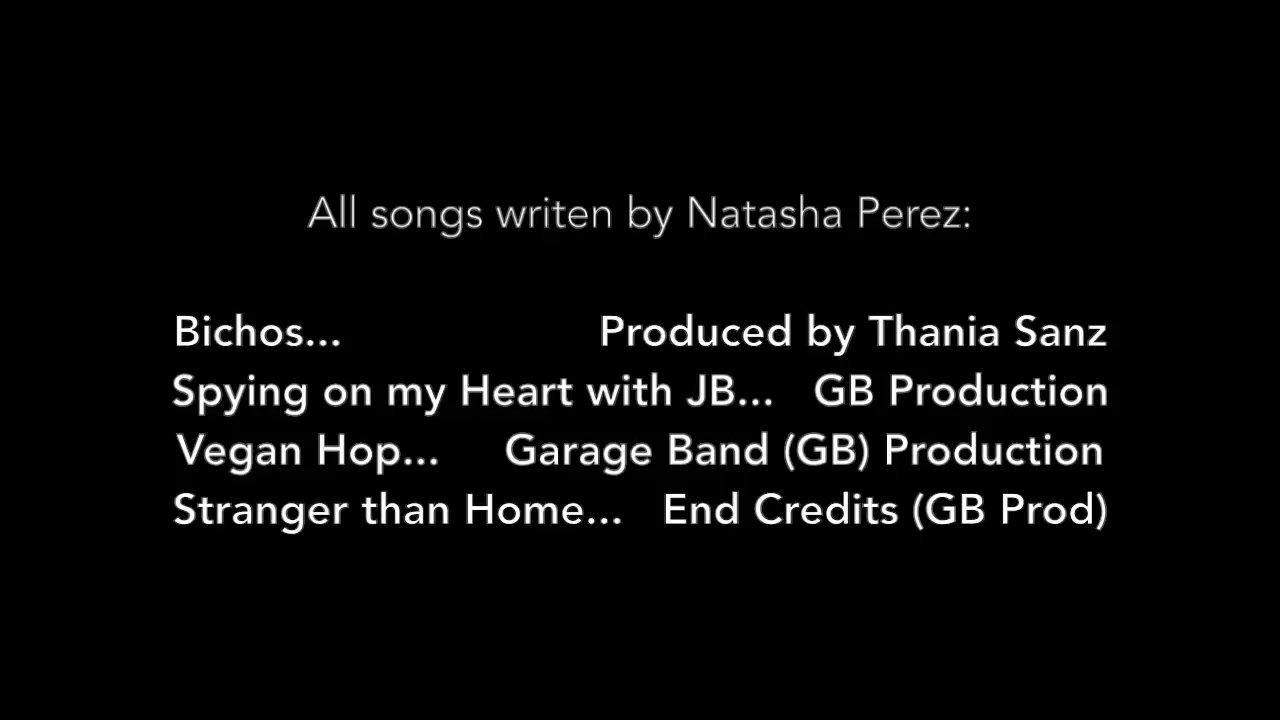 All songs writen by Natasha Perez:
Bichos... Produced by Thania Sanz
Spying on my Heart with JB... GB Production
Vegan Hop... Garage Band (GB) Production
Stranger than Home... End Credits (GB Prod)